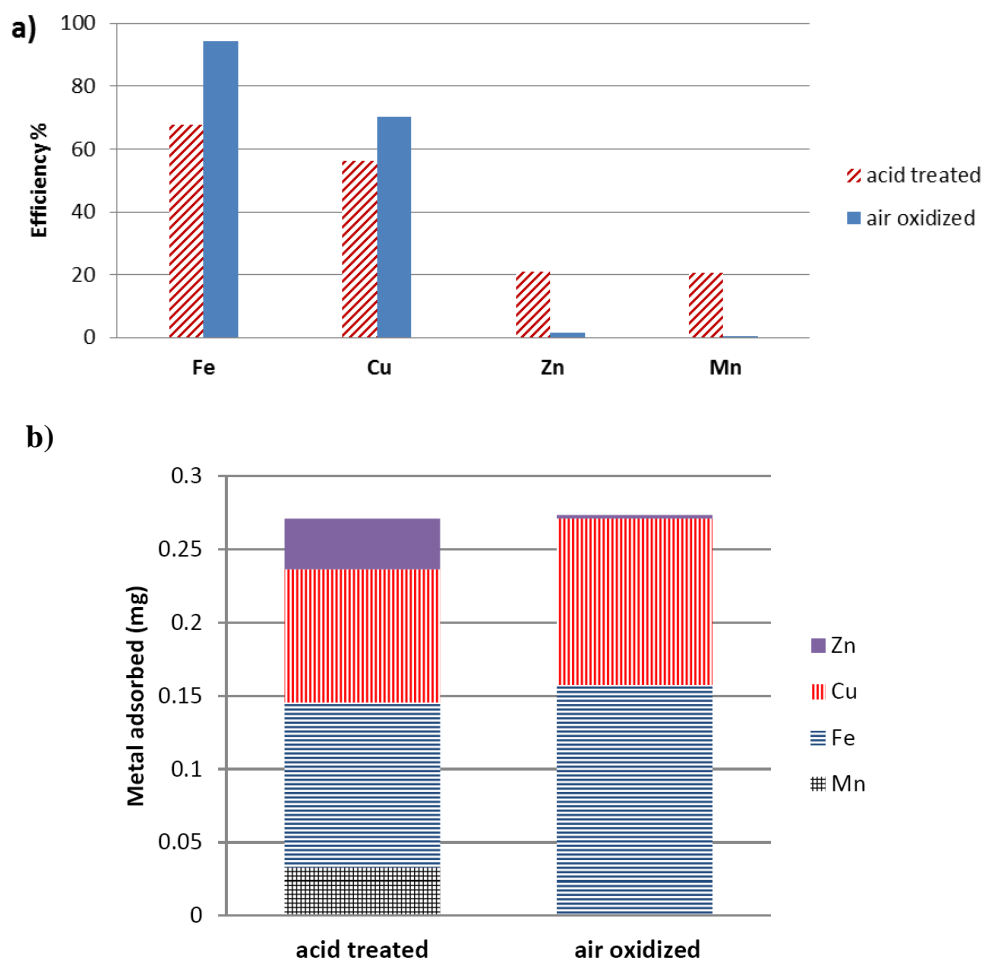 a)
100
80
60
40
20
0
Efficiency%
Fe Cu Zn Mn
acid treated
air oxidized
b)
0.3
0.25
0.2
0.15
0.1
0.05
0
Metal adsorbed (mg)
acid treated air oxidized
Zn
Cu
Fe
Mn